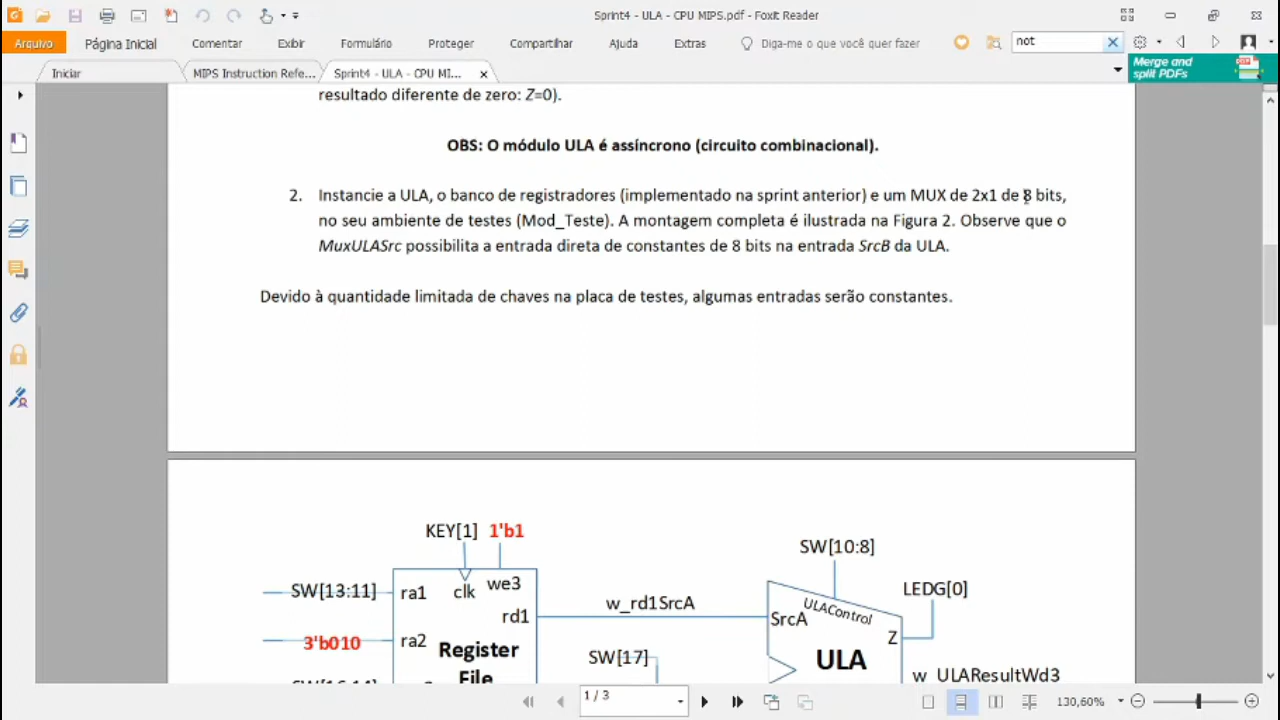 Sprint4 - ULA - CPU MIPS.pdf - Foxit Reader
Arquivo Página Inicial Comentar Exibir Formulário Proteger Compartilhar Ajuda Extras Diga-me o que você quer fazer not
Iniciar MIPS Instruction Refe... Sprint4 - ULA - CPU MI... Merge and
split PDFs
resultado diferente de zero: Z=0).
OBS: O módulo ULA é assíncrono (circuito combinacional).
2. Instancie a ULA, o banco de registradores (implementado na sprint anterior) e um MUX de 2x1 de 8 bits,
no seu ambiente de testes (Mod_Teste). A montagem completa é ilustrada na Figura 2. Observe que o
MuxULASrc possibilita a entrada direta de constantes de 8 bits na entrada SrcB da ULA.
Devido à quantidade limitada de chaves na placa de testes, algumas entradas serão constantes.
KEY[1] 1'b1
SW[10:8]
SW[13:11] ra1 clk we3
LEDG[0]
rd1 w_rd1SrcA SrcA ULAControl
3'b010 ra2 Register
File
Z
SW[17] ULA
w_ULAResultWd3
SW[16:14]
1 / 3 130,60%